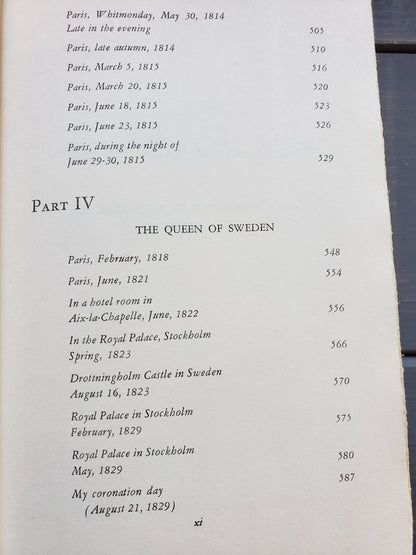 Paris, Whitmonday, May 30, 1814
Late in the evening 505
Paris, late autumn, 1814 510
Paris, March 5, 1815 516
Paris, March 20, 1815 520
Paris, June 18, 1815 523
Paris, June 23, 1815 526
Paris, during the night of
June 29-30, 1815 529
PART IV
THE QUEEN OF SWEDEN
Paris, February, 1818 548
Paris, June, 1821 554
In a hotel room in
Aix-la-Chapelle, June, 1822 556
In the Royal Palace, Stockholm
Spring, 1823 566
Drottningholm Castle in Sweden
August 16, 1823 570
Royal Palace in Stockholm
February, 1829 575
Royal Palace in Stockholm
May, 1829 580
My coronation day 587
(August 21, 1829)
xi